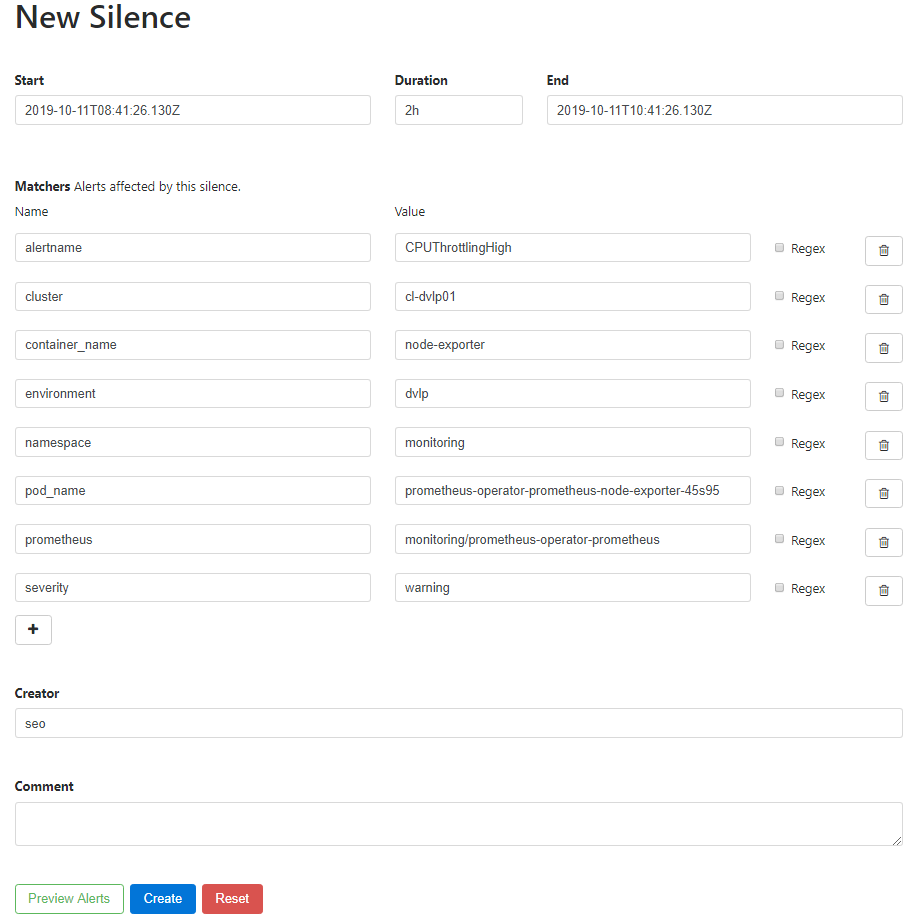 New Silence
Start Duration End
2019-10-11T08:41:26.130Z 2h 2019-10-11T10:41:26.130Z
Matchers Alerts affected by this silence.
Name Value
alertname CPUThrottlingHigh Regex
cluster cl-dvlp01 Regex
container_name node-exporter Regex
environment dvlp Regex
namespace monitoring Regex
pod_name prometheus-operator-prometheus-node-exporter-45s95 Regex
prometheus monitoring/prometheus-operator-prometheus Regex
severity warning Regex
+
Creator
seo
Comment
Preview Alerts Create Reset